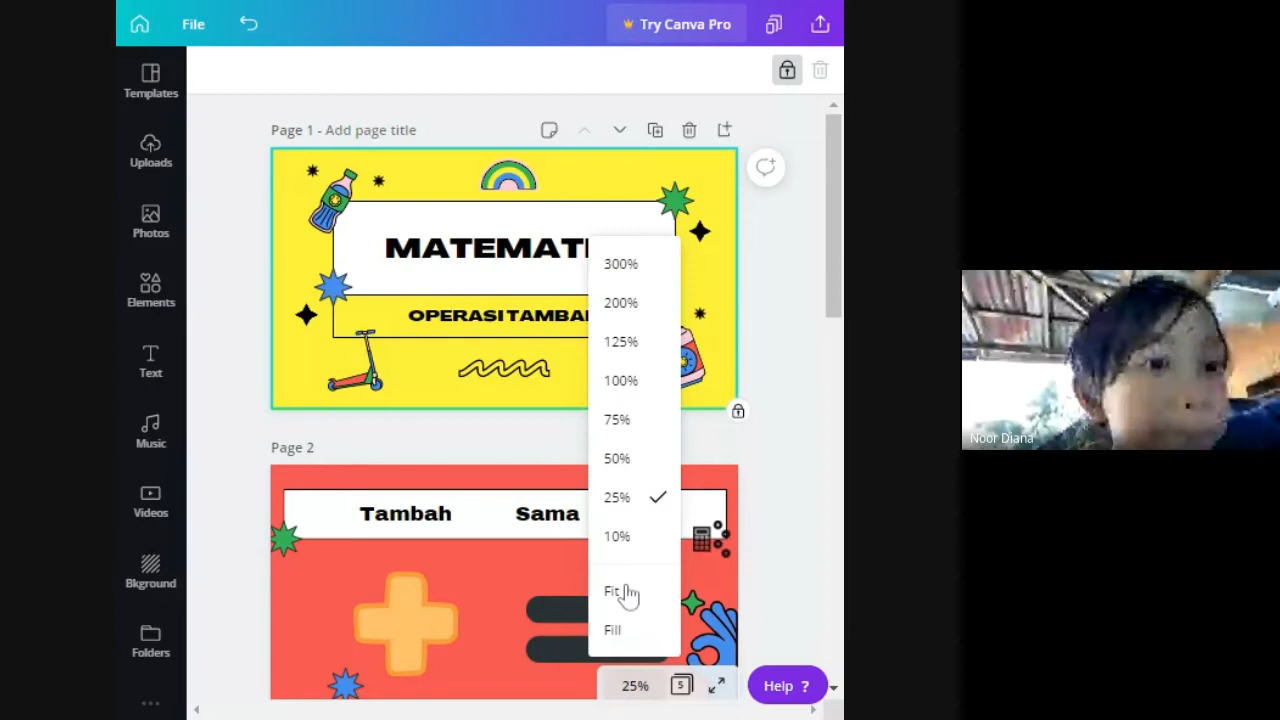 File
Try Canva Pro
Templates
Uploads
Photos
Elements
Text
Music
Videos
Bkground
Folders
Page 1 - Add page title
MATEMATI
OPERASI TAMBAH
300%
200%
125%
100%
75%
50%
25%
10%
Fit
Fill
Page 2
Tambah Sama
25%
5
Help ?
Noor Diana